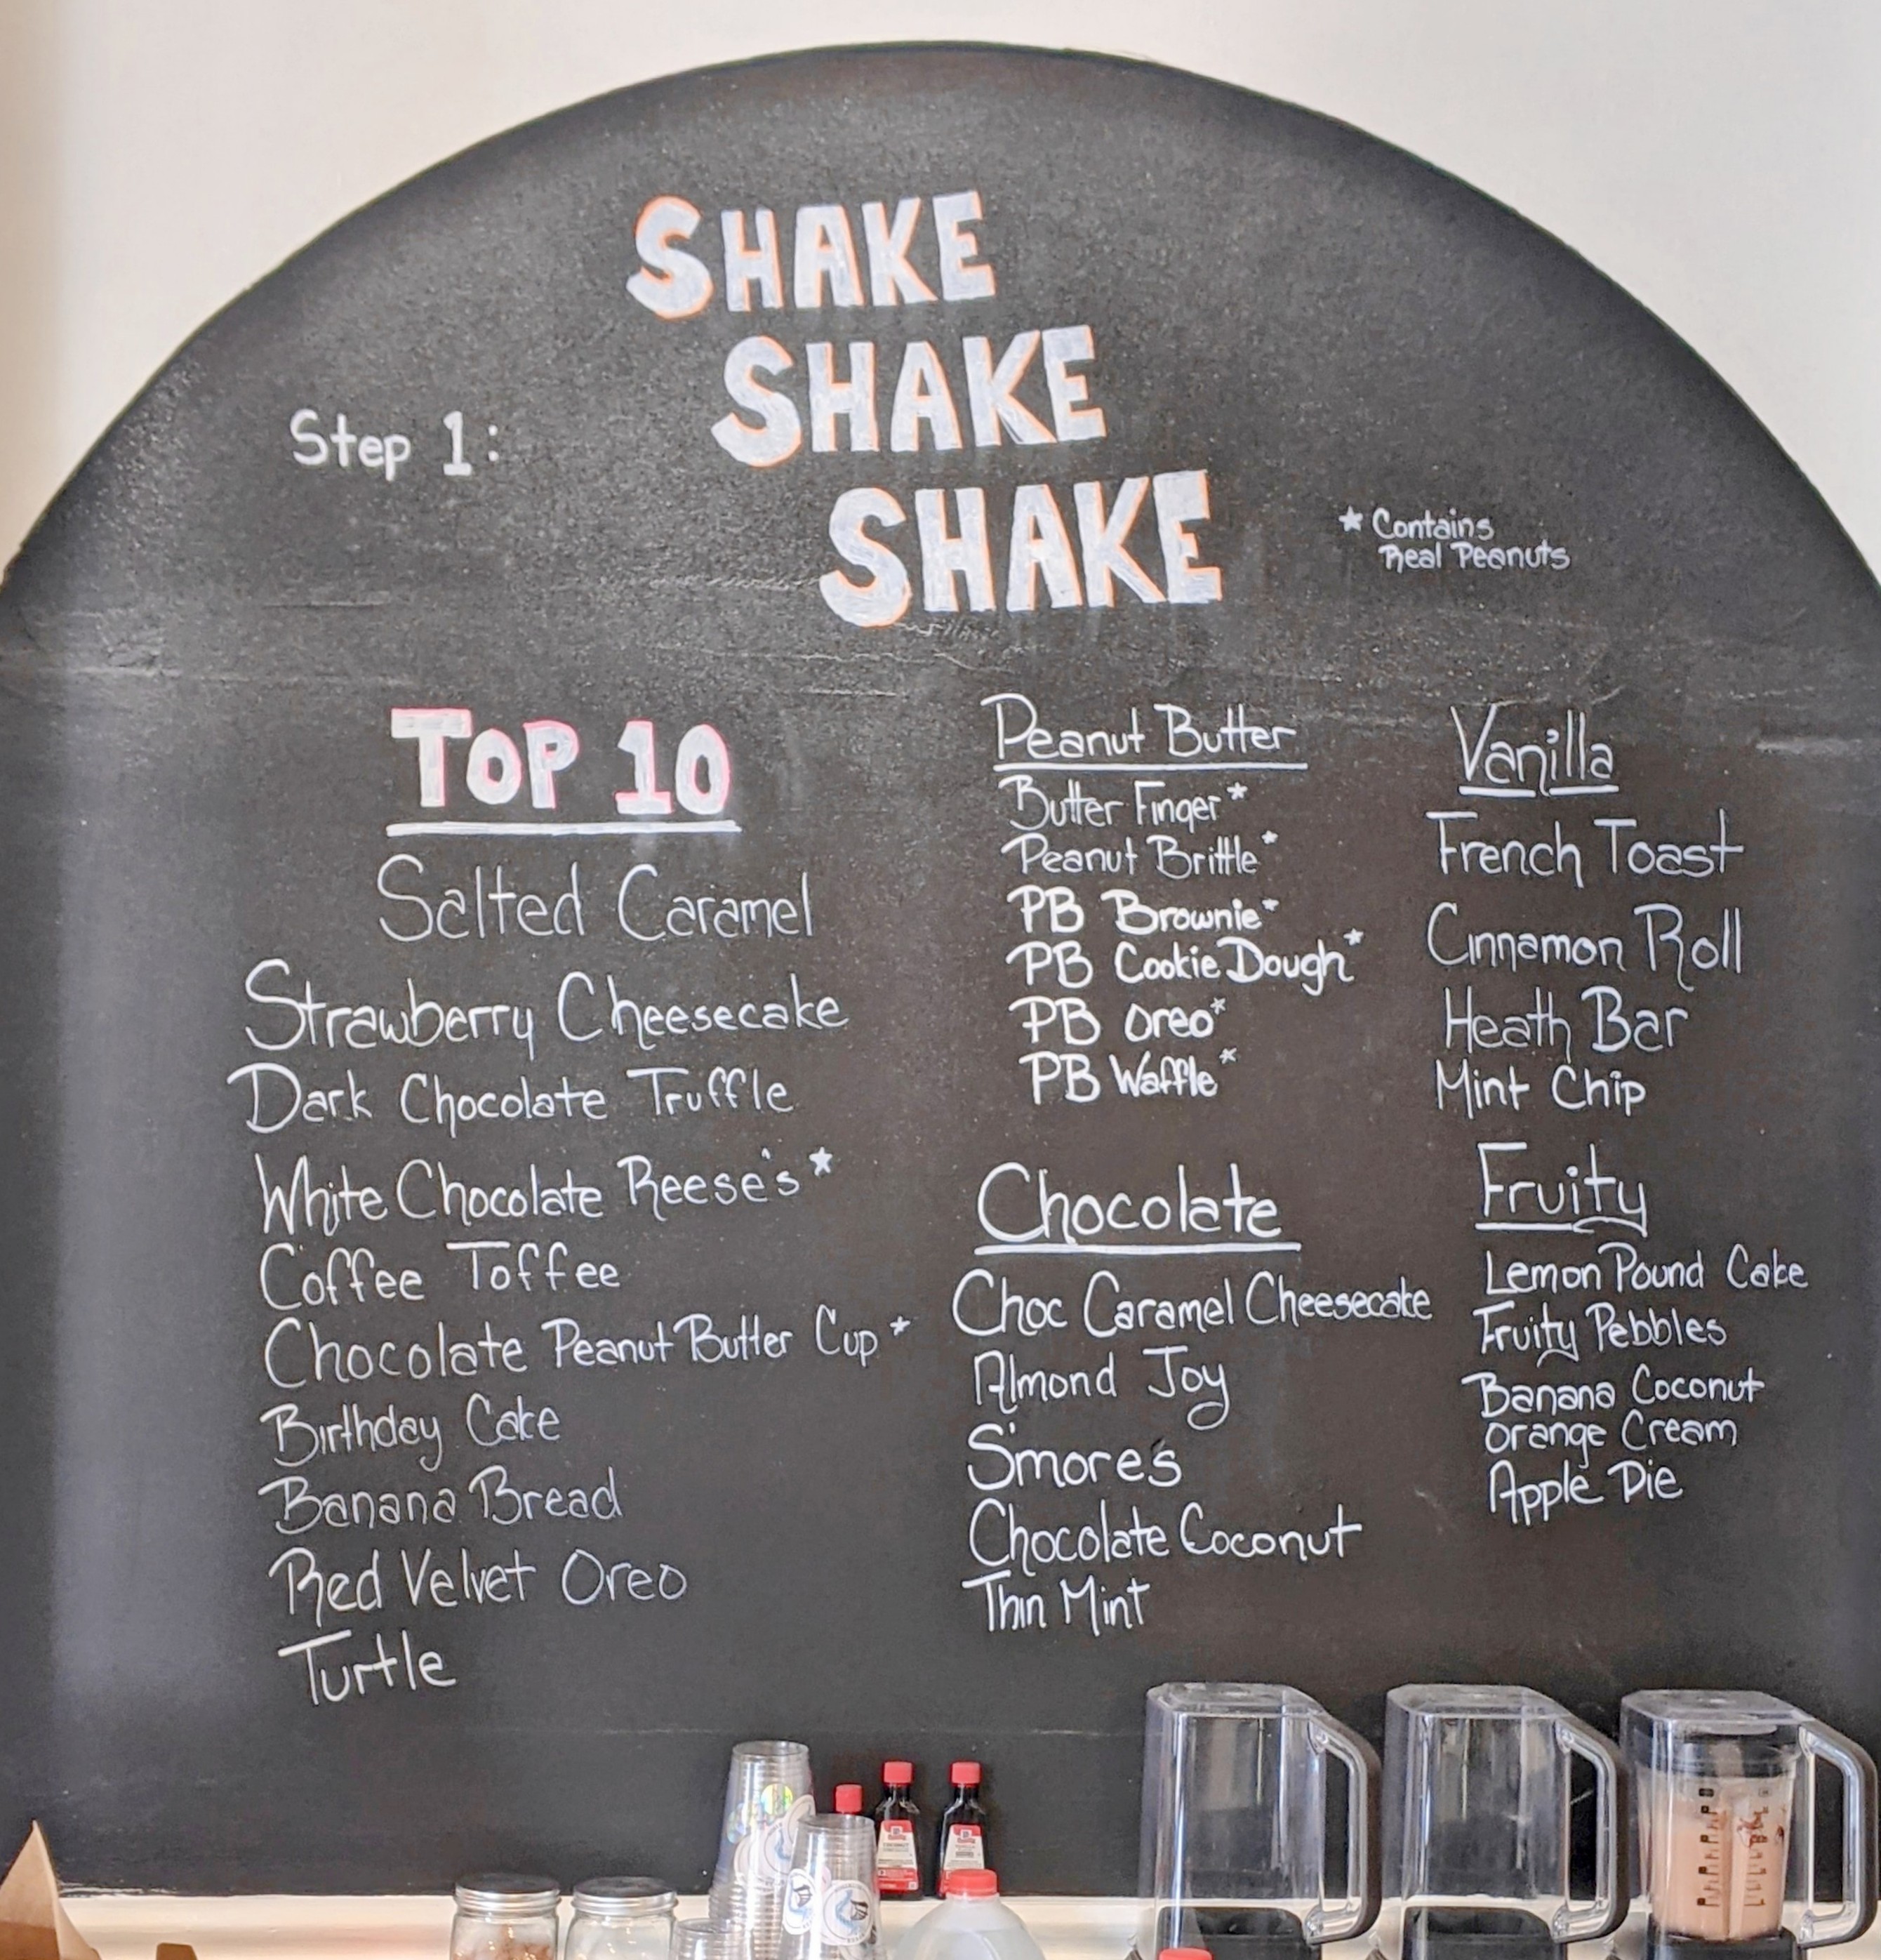 SHAKE
SHAKE
SHAKE
Step 1:
* Contains
Real Peanuts
TOP 10
Salted Caramel
Strawberry Cheesecake
Dark Chocolate Truffle
White Chocolate Reese's *
Coffee Toffee
Chocolate Peanut Butter Cup *
Birthday Cake
Banana Bread
Red Velvet Oreo
Turtle
Peanut Butter
Butter Finger *
Peanut Brittle *
PB Brownie *
PB Cookie Dough *
PB Oreo *
PB Waffle *
Chocolate
Choc Caramel Cheesecake
Almond Joy
S'more's
Chocolate Coconut
Thin Mint
Vanilla
French Toast
Cinnamon Roll
Heath Bar
Mint Chip
Fruity
Lemon Pound Cake
Fruity Pebbles
Banana Coconut
Orange Cream
Apple Pie